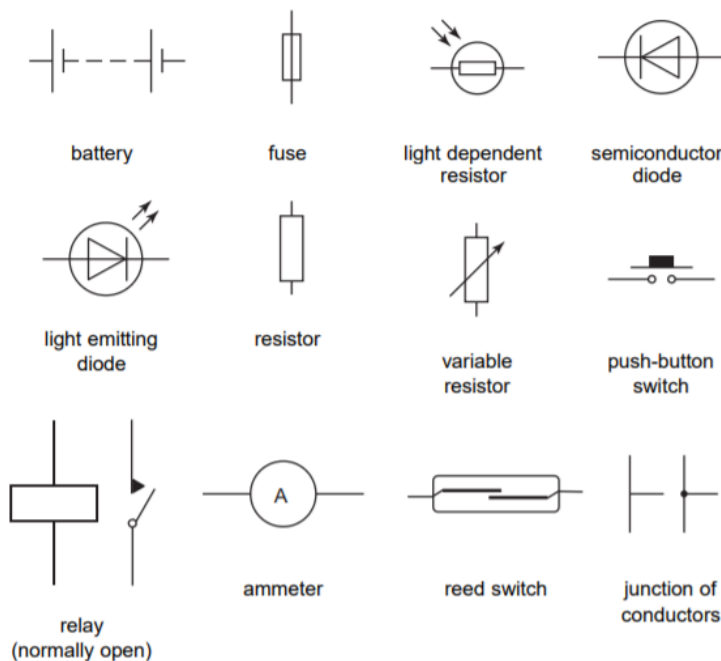 battery
fuse
light dependent
resistor
semiconductor
diode
light emitting
diode
resistor
variable
resistor
push-button
switch
A
relay
(normally open)
ammeter
reed switch
junction of
conductors